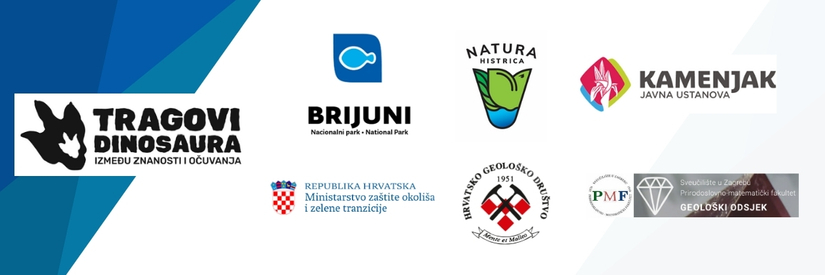 TRAGOVI
DINOSAURA
IZMEĐU ZNANOSTI I OČUVANJA
BRIJUNI
Nacionalni park • National Park
NATURA
HISTRICA
KAMENJAK
JAVNA USTANOVA
REPUBLIKA HRVATSKA
Ministarstvo zaštite okoliša
i zelene tranzicije
HRVATSKO GEOLOŠKO DRUŠTVO
1951
Mente et Malleo
PMF
Sveučilište u Zagrebu
Prirodoslovno-matematički fakultet
GEOLOŠKI ODSJEK